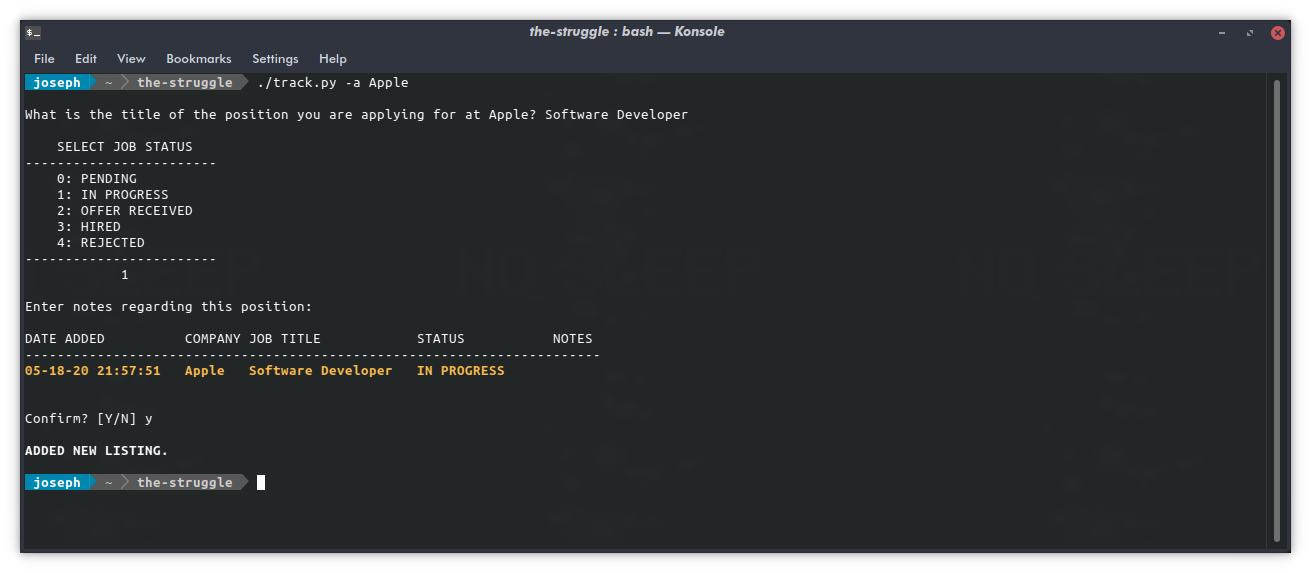 the-struggle : bash — Konsole
File Edit View Bookmarks Settings Help
joseph ~ the-struggle ./track.py -a Apple
What is the title of the position you are applying for at Apple? Software Developer
SELECT JOB STATUS
------------------------
0: PENDING
1: IN PROGRESS
2: OFFER RECEIVED
3: HIRED
4: REJECTED
------------------------
1
Enter notes regarding this position:
DATE ADDED COMPANY JOB TITLE STATUS NOTES
------------------------------------------------------------------------
05-18-20 21:57:51 Apple Software Developer IN PROGRESS
Confirm? [Y/N] y
ADDED NEW LISTING.
joseph ~ the-struggle